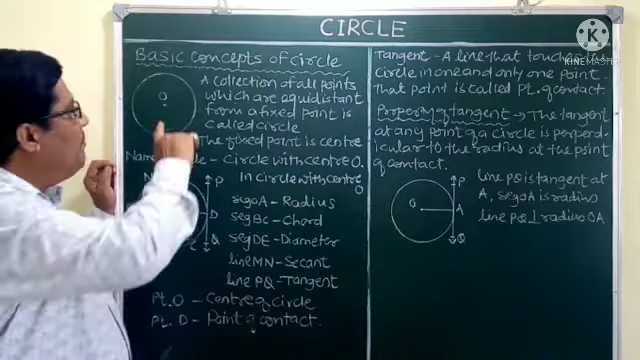 CIRCLE
KINEMASTER
BASIC CONCEPTS OF CIRCLE
O
A collection of all points
which are equidistant
from a fixed point is
called circle
The fixed point is centre
Circle with centre O.
In circle with centre
O
P
D
Q
seg OA - Radius
seg BC - Chord
seg DE - Diameter
line MN - Secant
line PQ - Tangent
Pt. O - Centre of circle
Pt. D - Point of contact.
Tangent - A line that touches
circle in one and only one point.
That point is called Pt. of contact.
Property of tangent → The tangent
at any point of a circle is perpend-
icular to the radius at the point
of contact.
O
P
A
Q
line PQ is tangent at
A, seg OA is radius
line PQ ⊥ radius OA